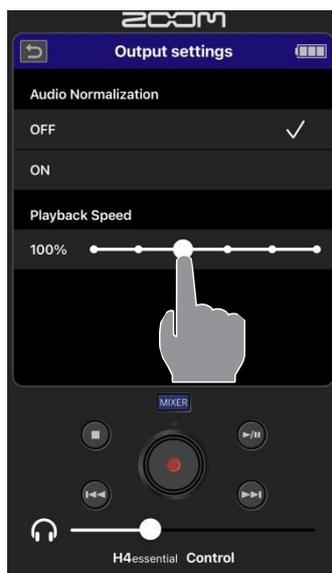 ZOOM
Output settings
Audio Normalization
OFF
ON
Playback Speed
100%
MIXER
H4essential Control